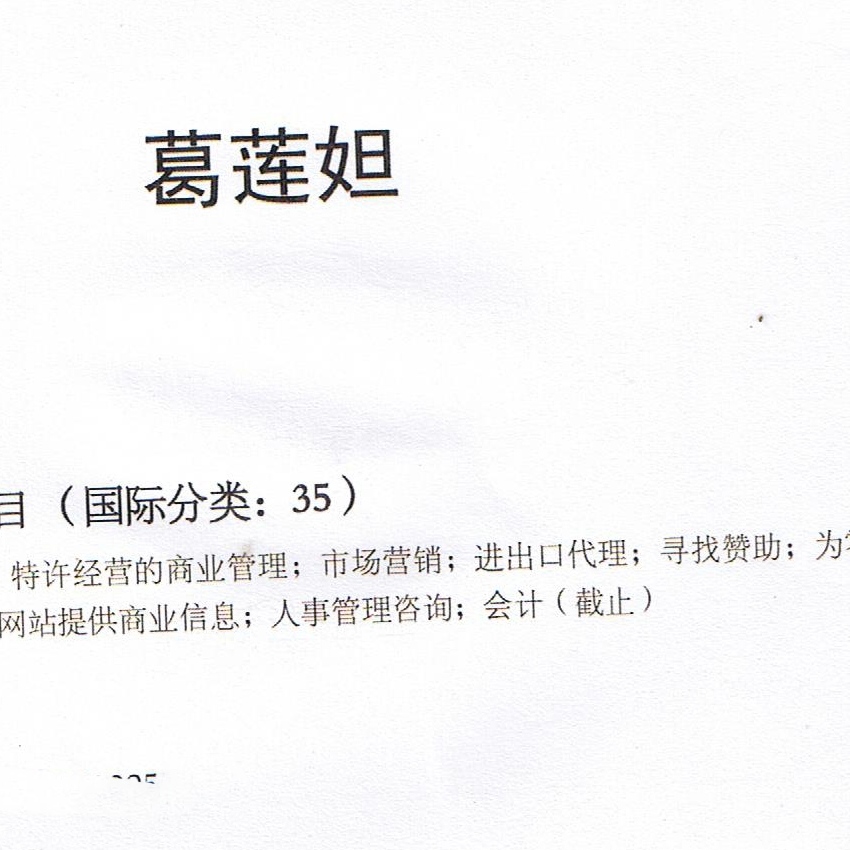 葛莲妲
目（国际分类：35）
特许经营的商业管理；市场营销；进出口代理；寻找赞助；为
网站提供商业信息；人事管理咨询；会计（截止）